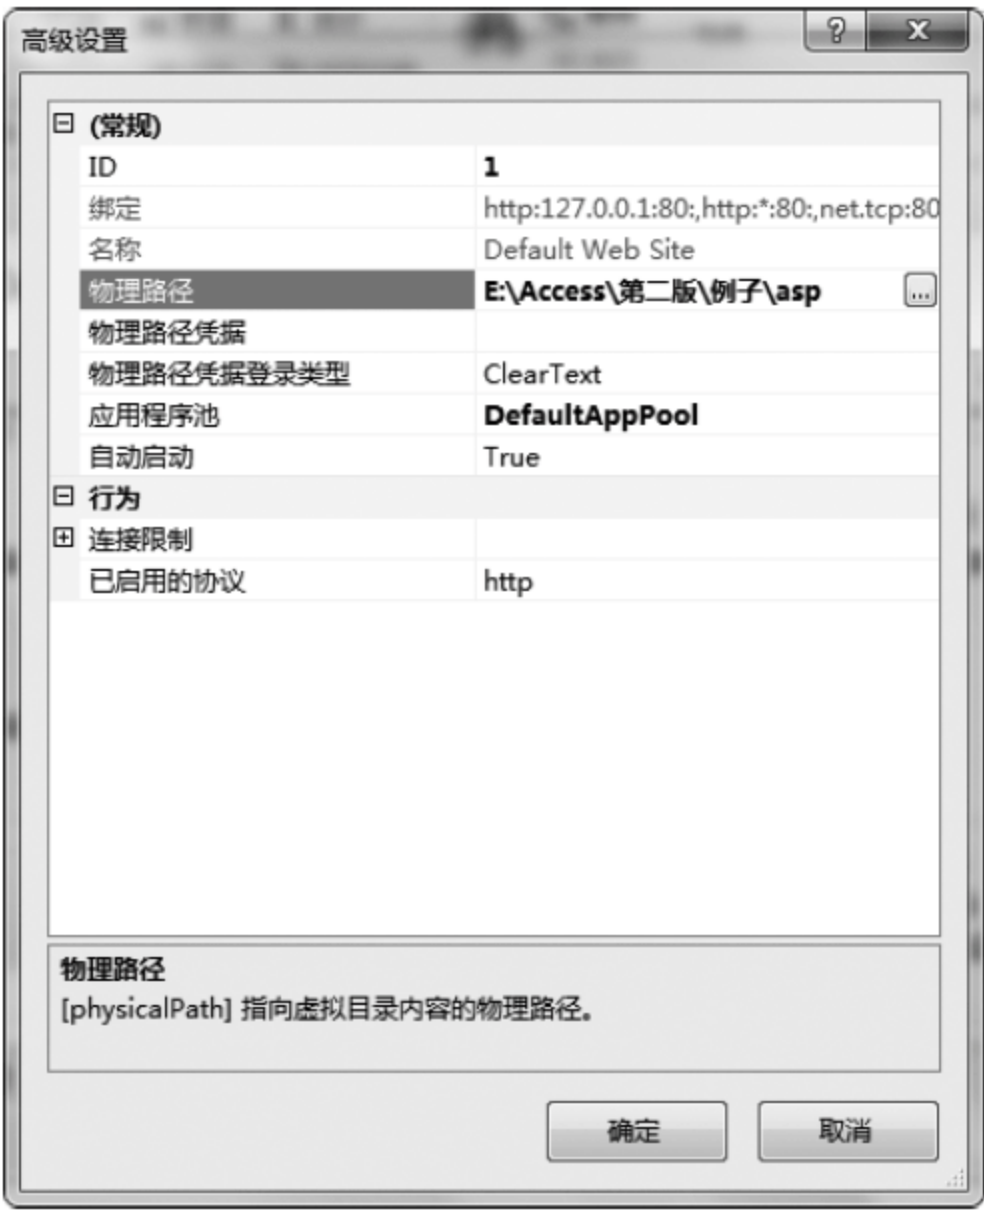 高级设置
(常规)
ID 1
绑定 http:127.0.0.1:80:,http:*:80:,net.tcp:80
名称 Default Web Site
物理路径 E:\Access\第二版\例子\asp ...
物理路径凭据
物理路径凭据登录类型 ClearText
应用程序池 DefaultAppPool
自动启动 True
行为
连接限制
已启用的协议 http
物理路径
[physicalPath] 指向虚拟目录内容的物理路径。
确定 取消